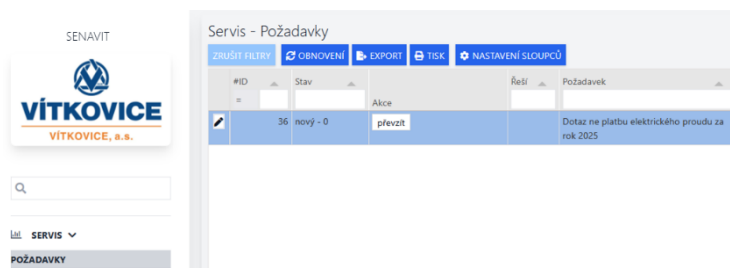 SENAVIT
VÍTKOVICE
VÍTKOVICE, a.s.
SERVIS
POŽADAVKY
Servis - Požadavky
ZRUŠIT FILTRY OBNOVENÍ EXPORT TISK NASTAVENÍ SLOUPCŮ
#ID Stav Akce Řeší Požadavek
=
36 nový - 0 převzít Dotaz ne platbu elektrického proudu za
rok 2025